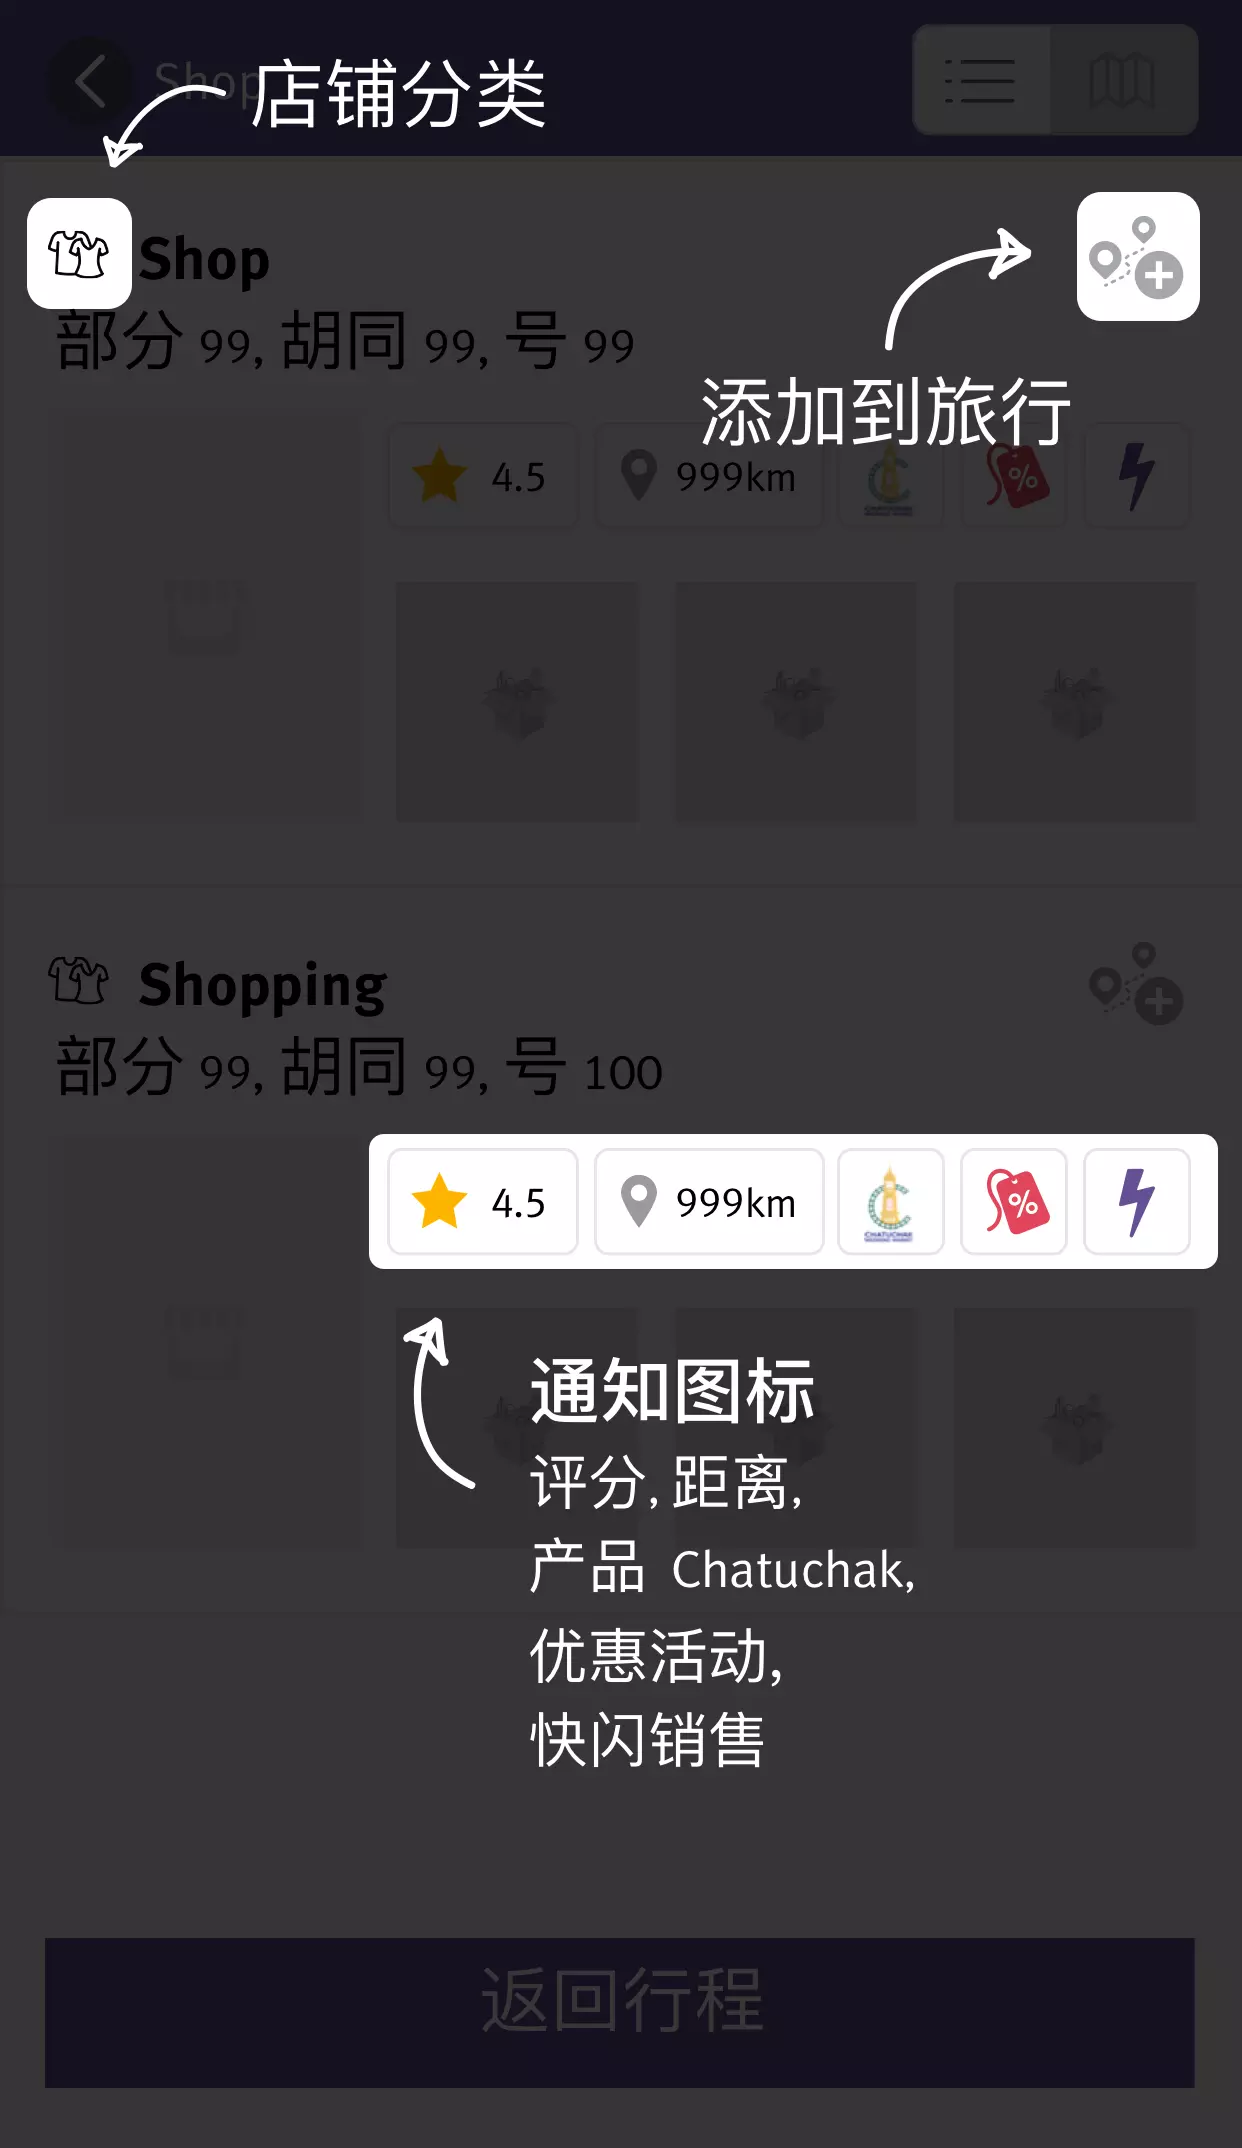 Shop
店铺分类
Shop
部分 99, 胡同 99, 号 99
添加到旅行
4.5
999km
%
Shopping
部分 99, 胡同 99, 号 100
4.5
999km
CHATUCHAK
%
通知图标
评分, 距离,
产品 Chatuchak,
优惠活动,
快闪销售
返回行程